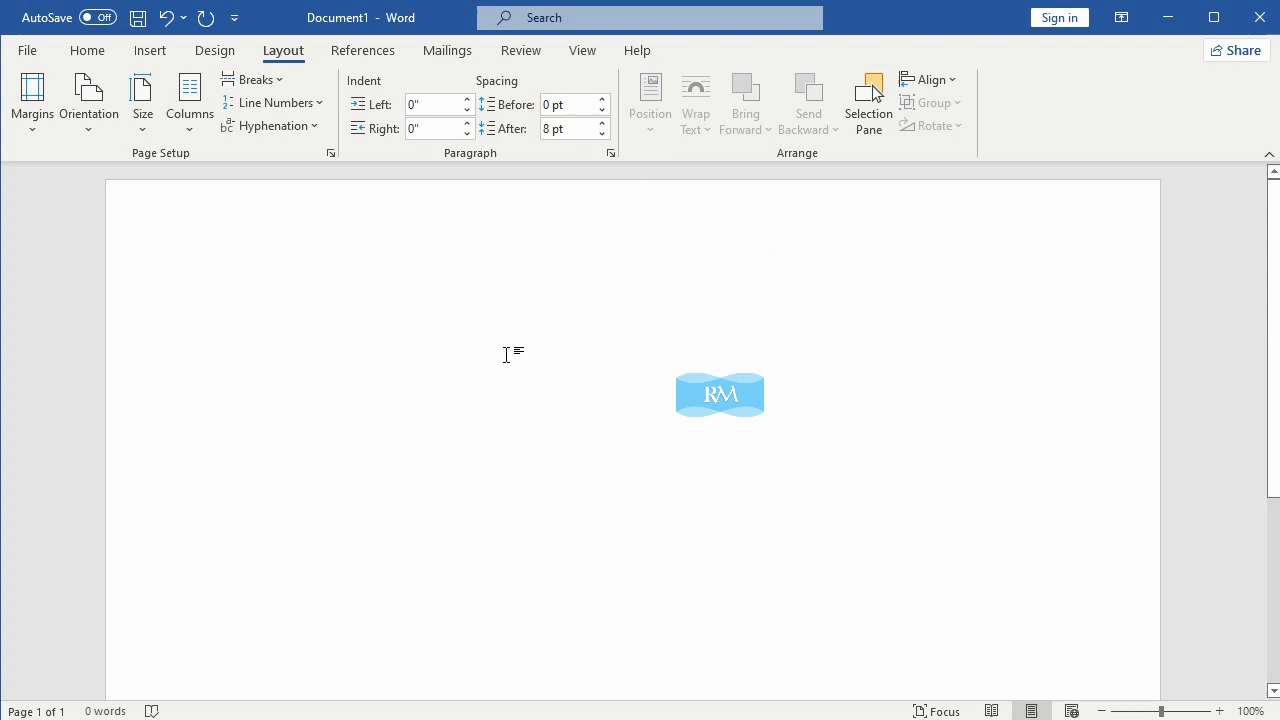 AutoSave Off Document1 - Word Search Sign in
File Home Insert Design Layout References Mailings Review View Help Share
Margins Orientation Size Columns
Breaks
Line Numbers
Hyphenation
Page Setup
Indent Spacing
Left: 0" Before: 0 pt
Right: 0" After: 8 pt
Paragraph
Position Wrap Text Bring Forward Send Backward Selection Pane
Align
Group
Rotate
Arrange
RM
Page 1 of 1 0 words Focus 100%